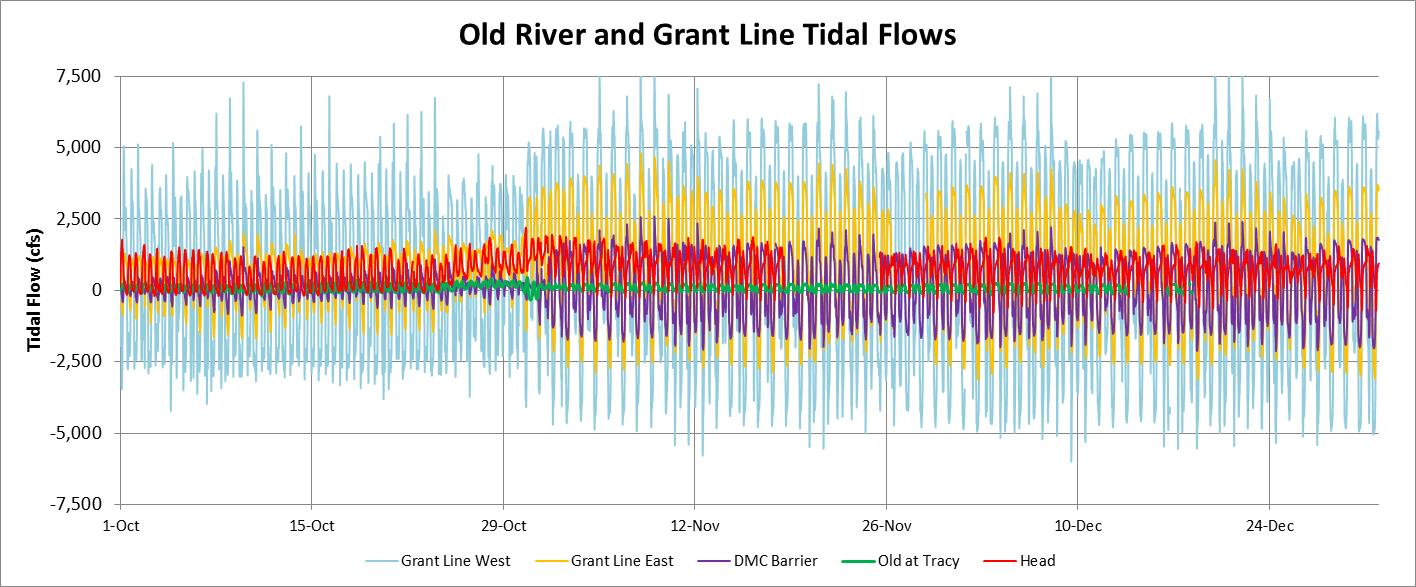 Old River and Grant Line Tidal Flows
Tidal Flow (cfs)
7,500
5,000
2,500
0
-2,500
-5,000
-7,500
1-Oct 15-Oct 29-Oct 12-Nov 26-Nov 10-Dec 24-Dec
Grant Line West Grant Line East DMC Barrier Old at Tracy Head